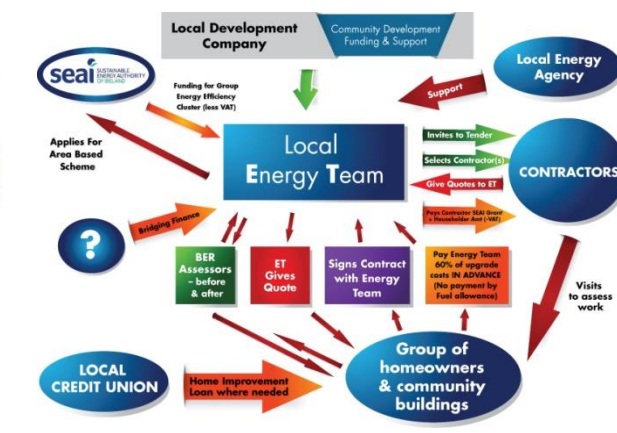 Local Development
Company
Community Development
Funding & Support
seai
SUSTAINABLE
ENERGY AUTHORITY
OF IRELAND
Funding for Group
Energy Efficiency
Cluster (less VAT)
Local Energy
Agency
Support
Applies For
Area Based
Scheme
Local
Energy Team
Invites to Tender
Selects Contractor(s)
Give Quotes to ET
Pays Contractor SEAI Grant
+ Householder Amt (-VAT)
CONTRACTORS
?
Bridging Finance
BER
Assessors
– before
& after
ET
Gives
Quote
Signs Contract
with Energy
Team
Pay Energy Team
60% of upgrade
costs IN ADVANCE
(No payment by
Fuel allowance)
Visits
to assess
work
LOCAL
CREDIT UNION
Home Improvement
Loan where needed
Group of
homeowners
& community
buildings